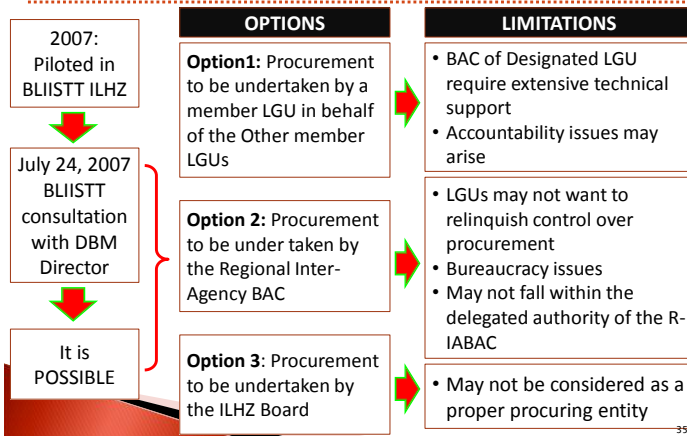 2007:
Piloted in
BLIISTT ILHZ
July 24, 2007
BLIISTT
consultation
with DBM
Director
It is
POSSIBLE
OPTIONS
Option1: Procurement
to be undertaken by a
member LGU in behalf
of the Other member
LGUs
Option 2: Procurement
to be under taken by
the Regional Inter-
Agency BAC
Option 3: Procurement
to be undertaken by
the ILHZ Board
LIMITATIONS
• BAC of Designated LGU
require extensive technical
support
• Accountability issues may
arise
• LGUs may not want to
relinquish control over
procurement
• Bureaucracy issues
• May not fall within the
delegated authority of the R-
IABAC
• May not be considered as a
proper procuring entity
35